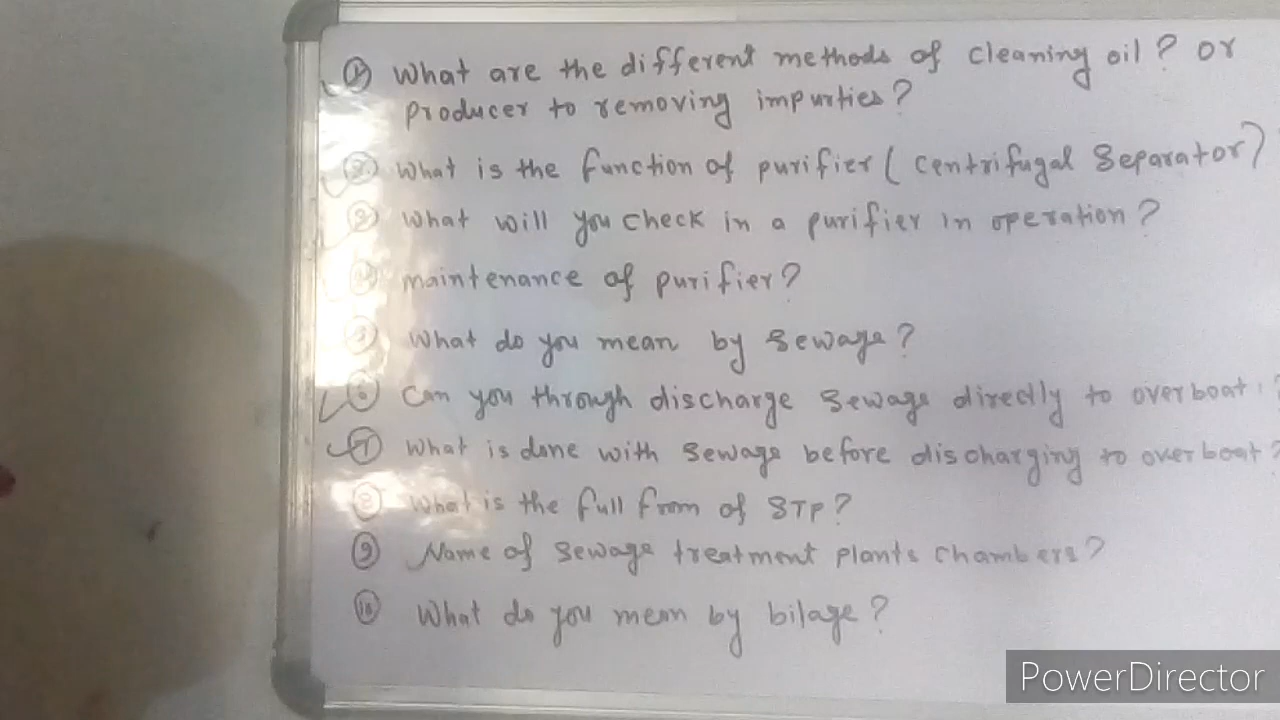 ① What are the different methods of cleaning oil? or
producer to removing impurties?
② What is the function of purifier ( centrifugal Separator)
③ What will you check in a purifier in operation?
④ maintenance of purifier?
⑤ What do you mean by Sewage?
⑥ Can you through discharge Sewage directly to overboat?
⑦ What is done with Sewage before discharging to overboat?
⑧ What is the full from of STP?
⑨ Name of Sewage treatment plants chambers?
⑩ What do you mean by bilage?
PowerDirector